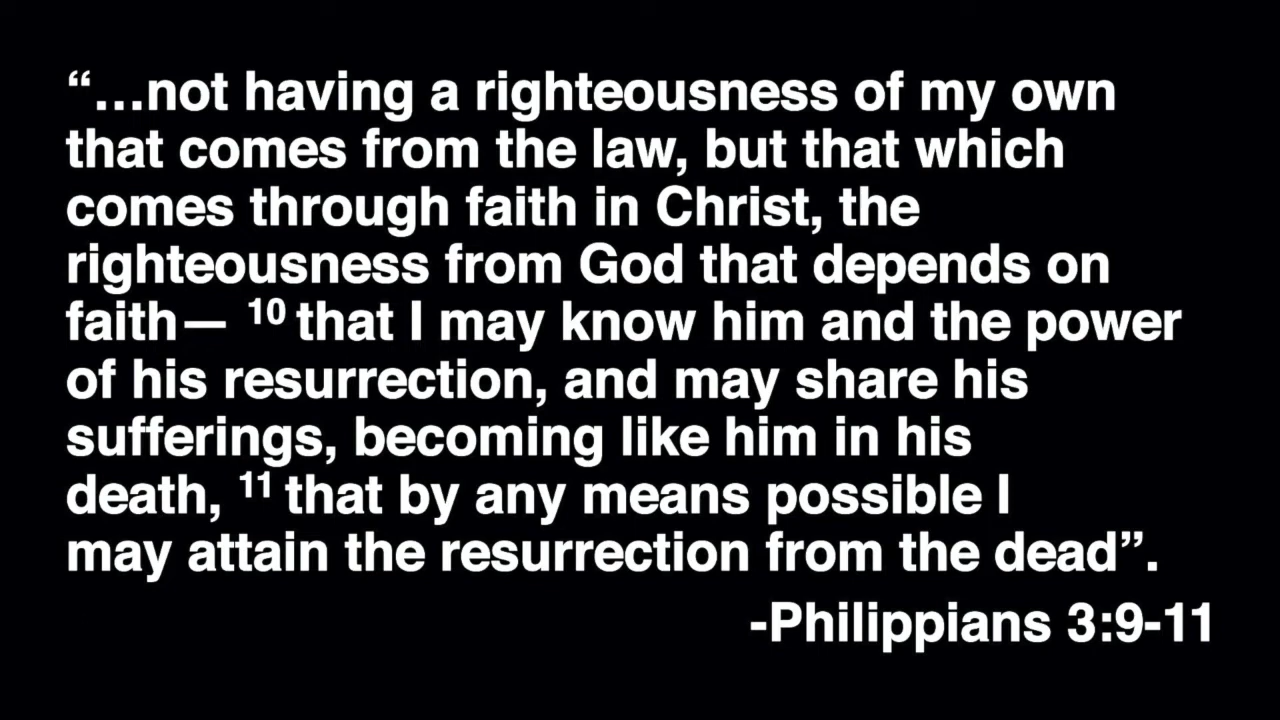 “…not having a righteousness of my own
that comes from the law, but that which
comes through faith in Christ, the
righteousness from God that depends on
faith— 10 that I may know him and the power
of his resurrection, and may share his
sufferings, becoming like him in his
death, 11 that by any means possible I
may attain the resurrection from the dead”.
-Philippians 3:9-11